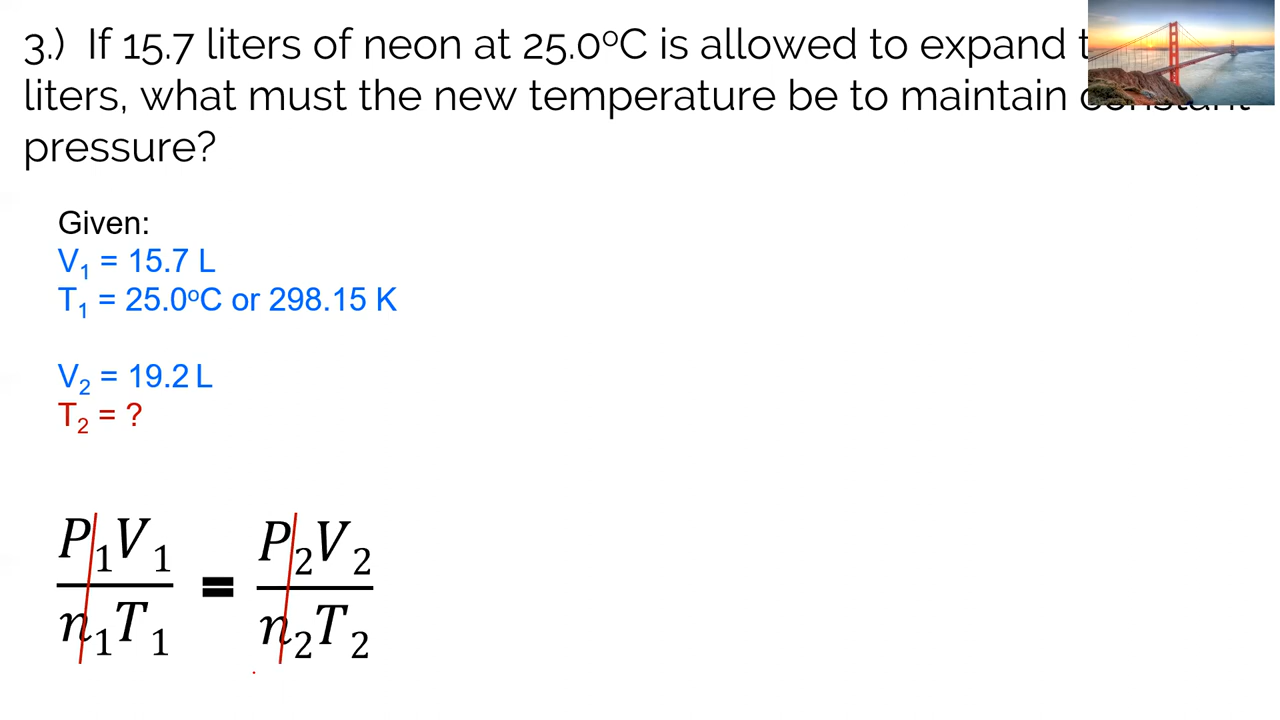 3.) If 15.7 liters of neon at 25.0ºC is allowed to expand
liters, what must the new temperature be to maintain
pressure?
Given:
V₁ = 15.7 L
T₁ = 25.0ºC or 298.15 K
V₂ = 19.2 L
T₂ = ?
P₁V₁ / n₁T₁ = P₂V₂ / n₂T₂